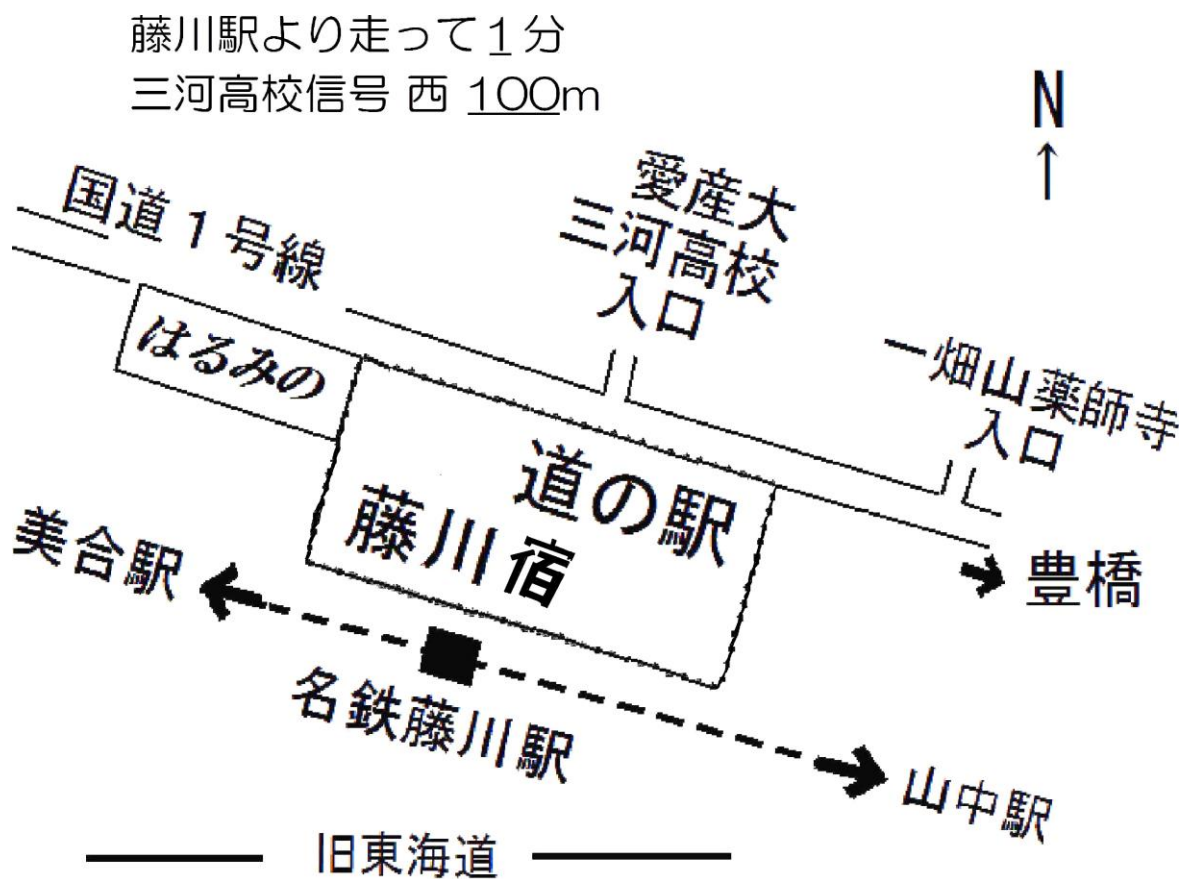 藤川駅より走って1分
三河高校信号 西 100m
N
↑
国道1号線
愛産大
三河高校
入口
一畑山薬師寺
入口
はるみの
道の駅
藤川宿
美合駅
豊橋
名鉄藤川駅
山中駅
旧東海道